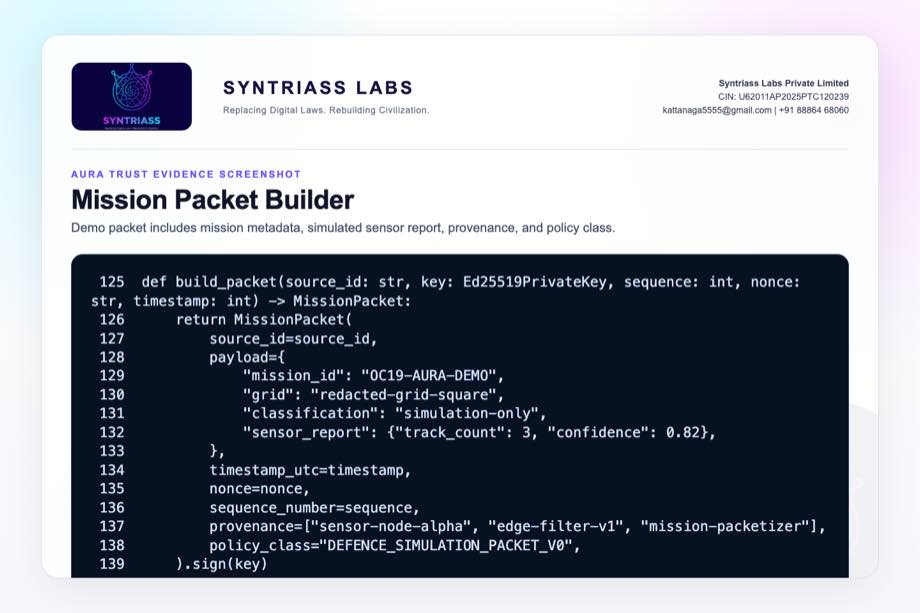 SYNTRIASS
SYNTRIASS LABS
Replacing Digital Laws. Rebuilding Civilization.
Syntriass Labs Private Limited
CIN: U62011AP2025PTC120239
kattanaga5555@gmail.com | +91 88864 68060
AURA TRUST EVIDENCE SCREENSHOT
Mission Packet Builder
Demo packet includes mission metadata, simulated sensor report, provenance, and policy class.
125  def build_packet(source_id: str, key: Ed25519PrivateKey, sequence: int, nonce:
str, timestamp: int) -> MissionPacket:
126      return MissionPacket(
127          source_id=source_id,
128          payload={
129              "mission_id": "OC19-AURA-DEMO",
130              "grid": "redacted-grid-square",
131              "classification": "simulation-only",
132              "sensor_report": {"track_count": 3, "confidence": 0.82},
133          },
134          timestamp_utc=timestamp,
135          nonce=nonce,
136          sequence_number=sequence,
137          provenance=["sensor-node-alpha", "edge-filter-v1", "mission-packetizer"],
138          policy_class="DEFENCE_SIMULATION_PACKET_V0",
139      ).sign(key)